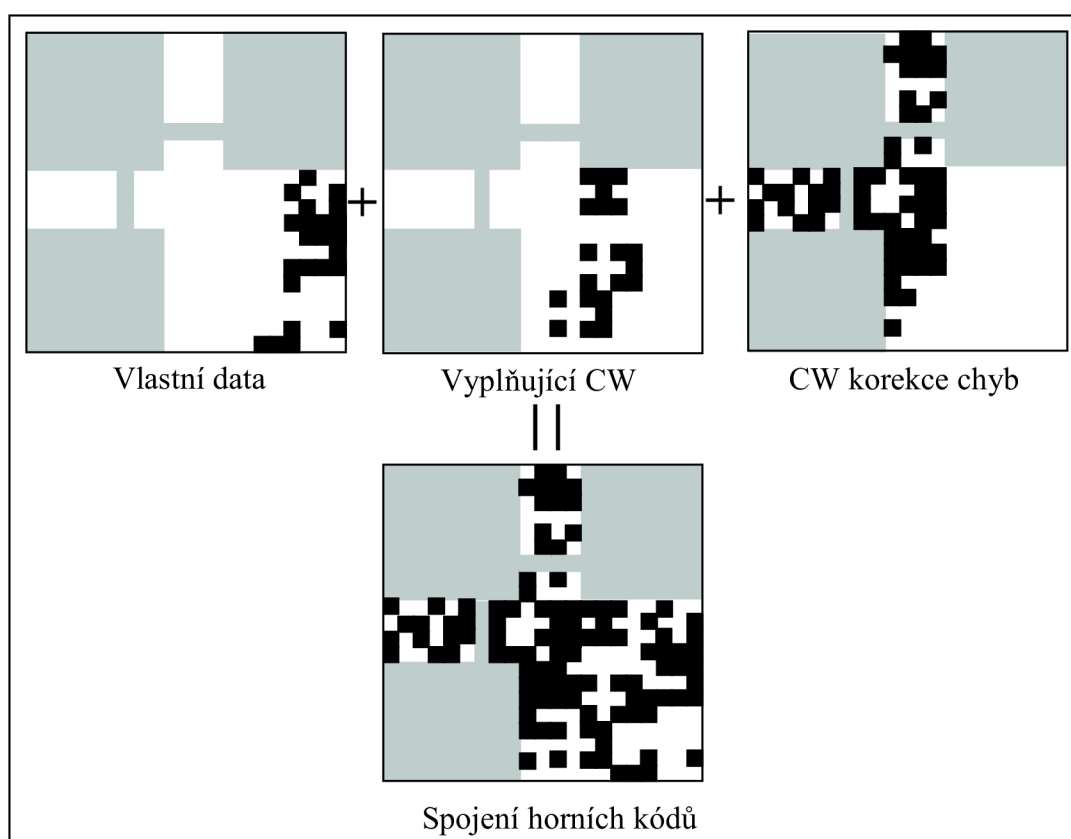 Vlastní data
Vyplňující CW
CW korekce chyb
Spojení horních kódů